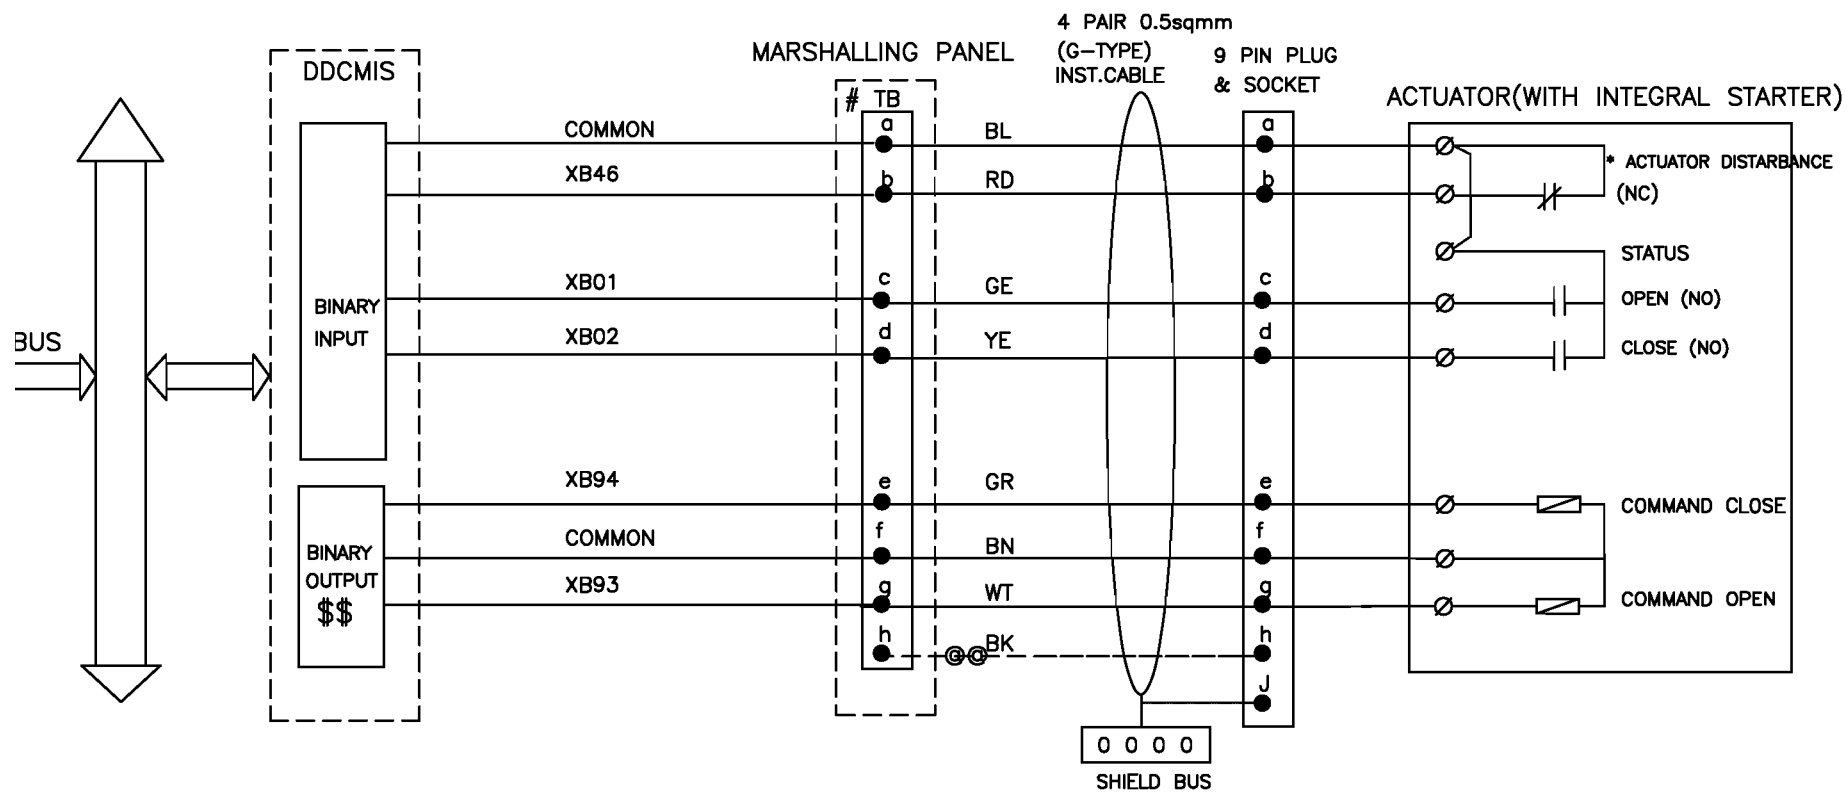 4 PAIR 0.5sqmm
(G-TYPE)
INST.CABLE
MARSHALLING PANEL
9 PIN PLUG
& SOCKET
DDCMIS
# TB
ACTUATOR(WITH INTEGRAL STARTER)
COMMON
a
BL
a
* ACTUATOR DISTARBANCE
(NC)
XB46
b
RD
b
STATUS
XB01
c
GE
c
OPEN (NO)
BINARY
INPUT
XB02
d
YE
d
CLOSE (NO)
BUS
XB94
e
GR
e
COMMAND CLOSE
COMMON
f
BN
f
BINARY
OUTPUT
$$
XB93
g
WT
g
COMMAND OPEN
h
BK
h
J
0 0 0 0
SHIELD BUS